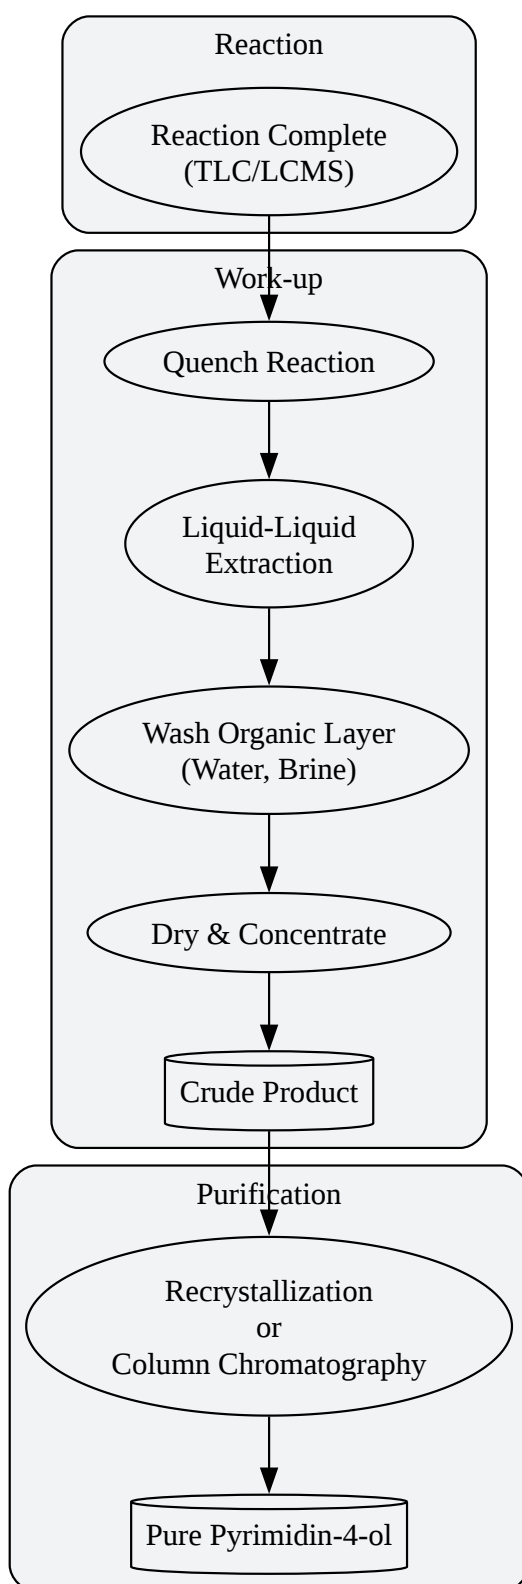 Reaction
Reaction Complete
(TLC/LCMS)
Work-up
Quench Reaction
Liquid-Liquid
Extraction
Wash Organic Layer
(Water, Brine)
Dry & Concentrate
Crude Product
Purification
Recrystallization
or
Column Chromatography
Pure Pyrimidin-4-ol